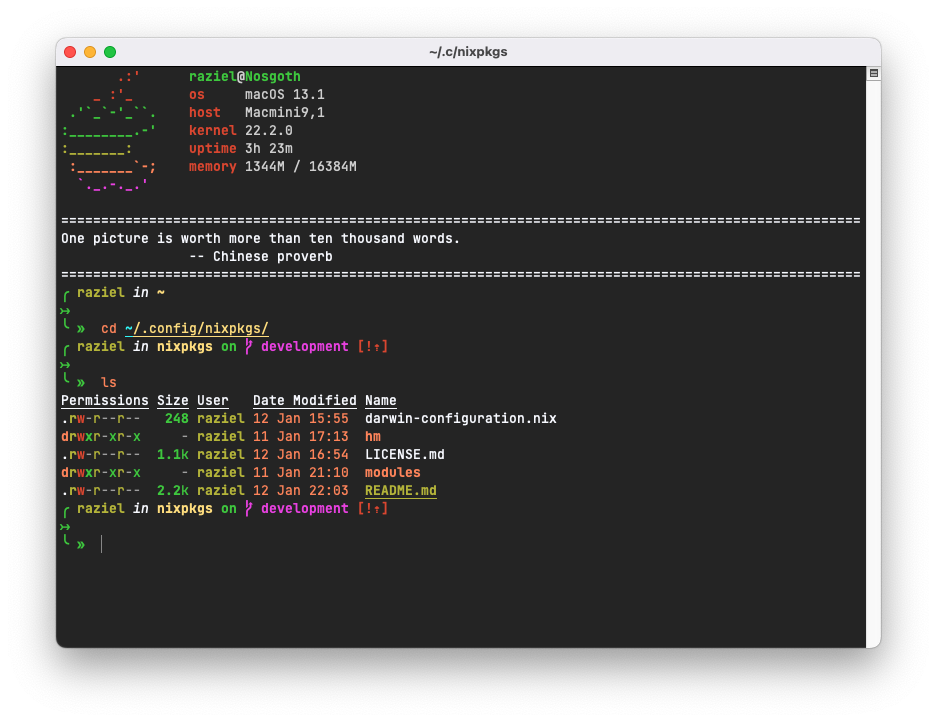 ~/.c/nixpkgs
        .:'      raziel@Nosgoth
    _ :'_       os     macOS 13.1
 .'`_`-'_``.    host   Macmini9,1
:________.-'    kernel 22.2.0
:_______:       uptime 3h 23m
 :_______`-;    memory 1344M / 16384M
  `._.-._.'
====================================================================================================
One picture is worth more than ten thousand words.
                -- Chinese proverb
====================================================================================================
╭ raziel in ~
↣
╰ »  cd ~/.config/nixpkgs/
╭ raziel in nixpkgs on  development [!↑]
↣
╰ »  ls
Permissions Size User   Date Modified Name
.rw-r--r--   248 raziel 12 Jan 15:55  darwin-configuration.nix
drwxr-xr-x     - raziel 11 Jan 17:13  hm
.rw-r--r--  1.1k raziel 12 Jan 16:54  LICENSE.md
drwxr-xr-x     - raziel 11 Jan 21:10  modules
.rw-r--r--  2.2k raziel 12 Jan 22:03  README.md
╭ raziel in nixpkgs on  development [!↑]
↣
╰ »